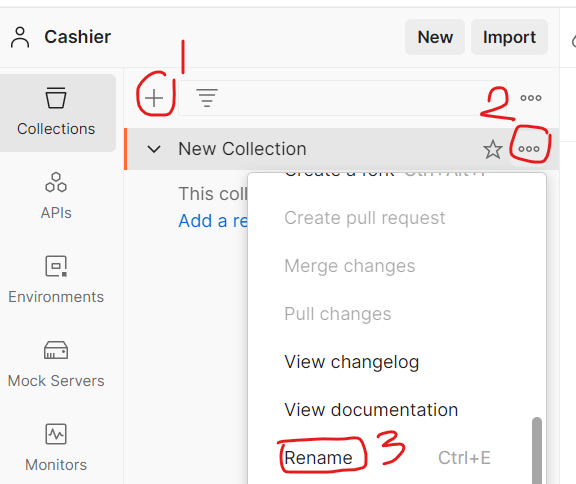 Cashier
New
Import
1
2
Collections
New Collection
This coll
Add a re
Create a fork Ctrl+Alt+F
Create pull request
Merge changes
Pull changes
View changelog
View documentation
Rename
Ctrl+E
3
APIs
Environments
Mock Servers
Monitors